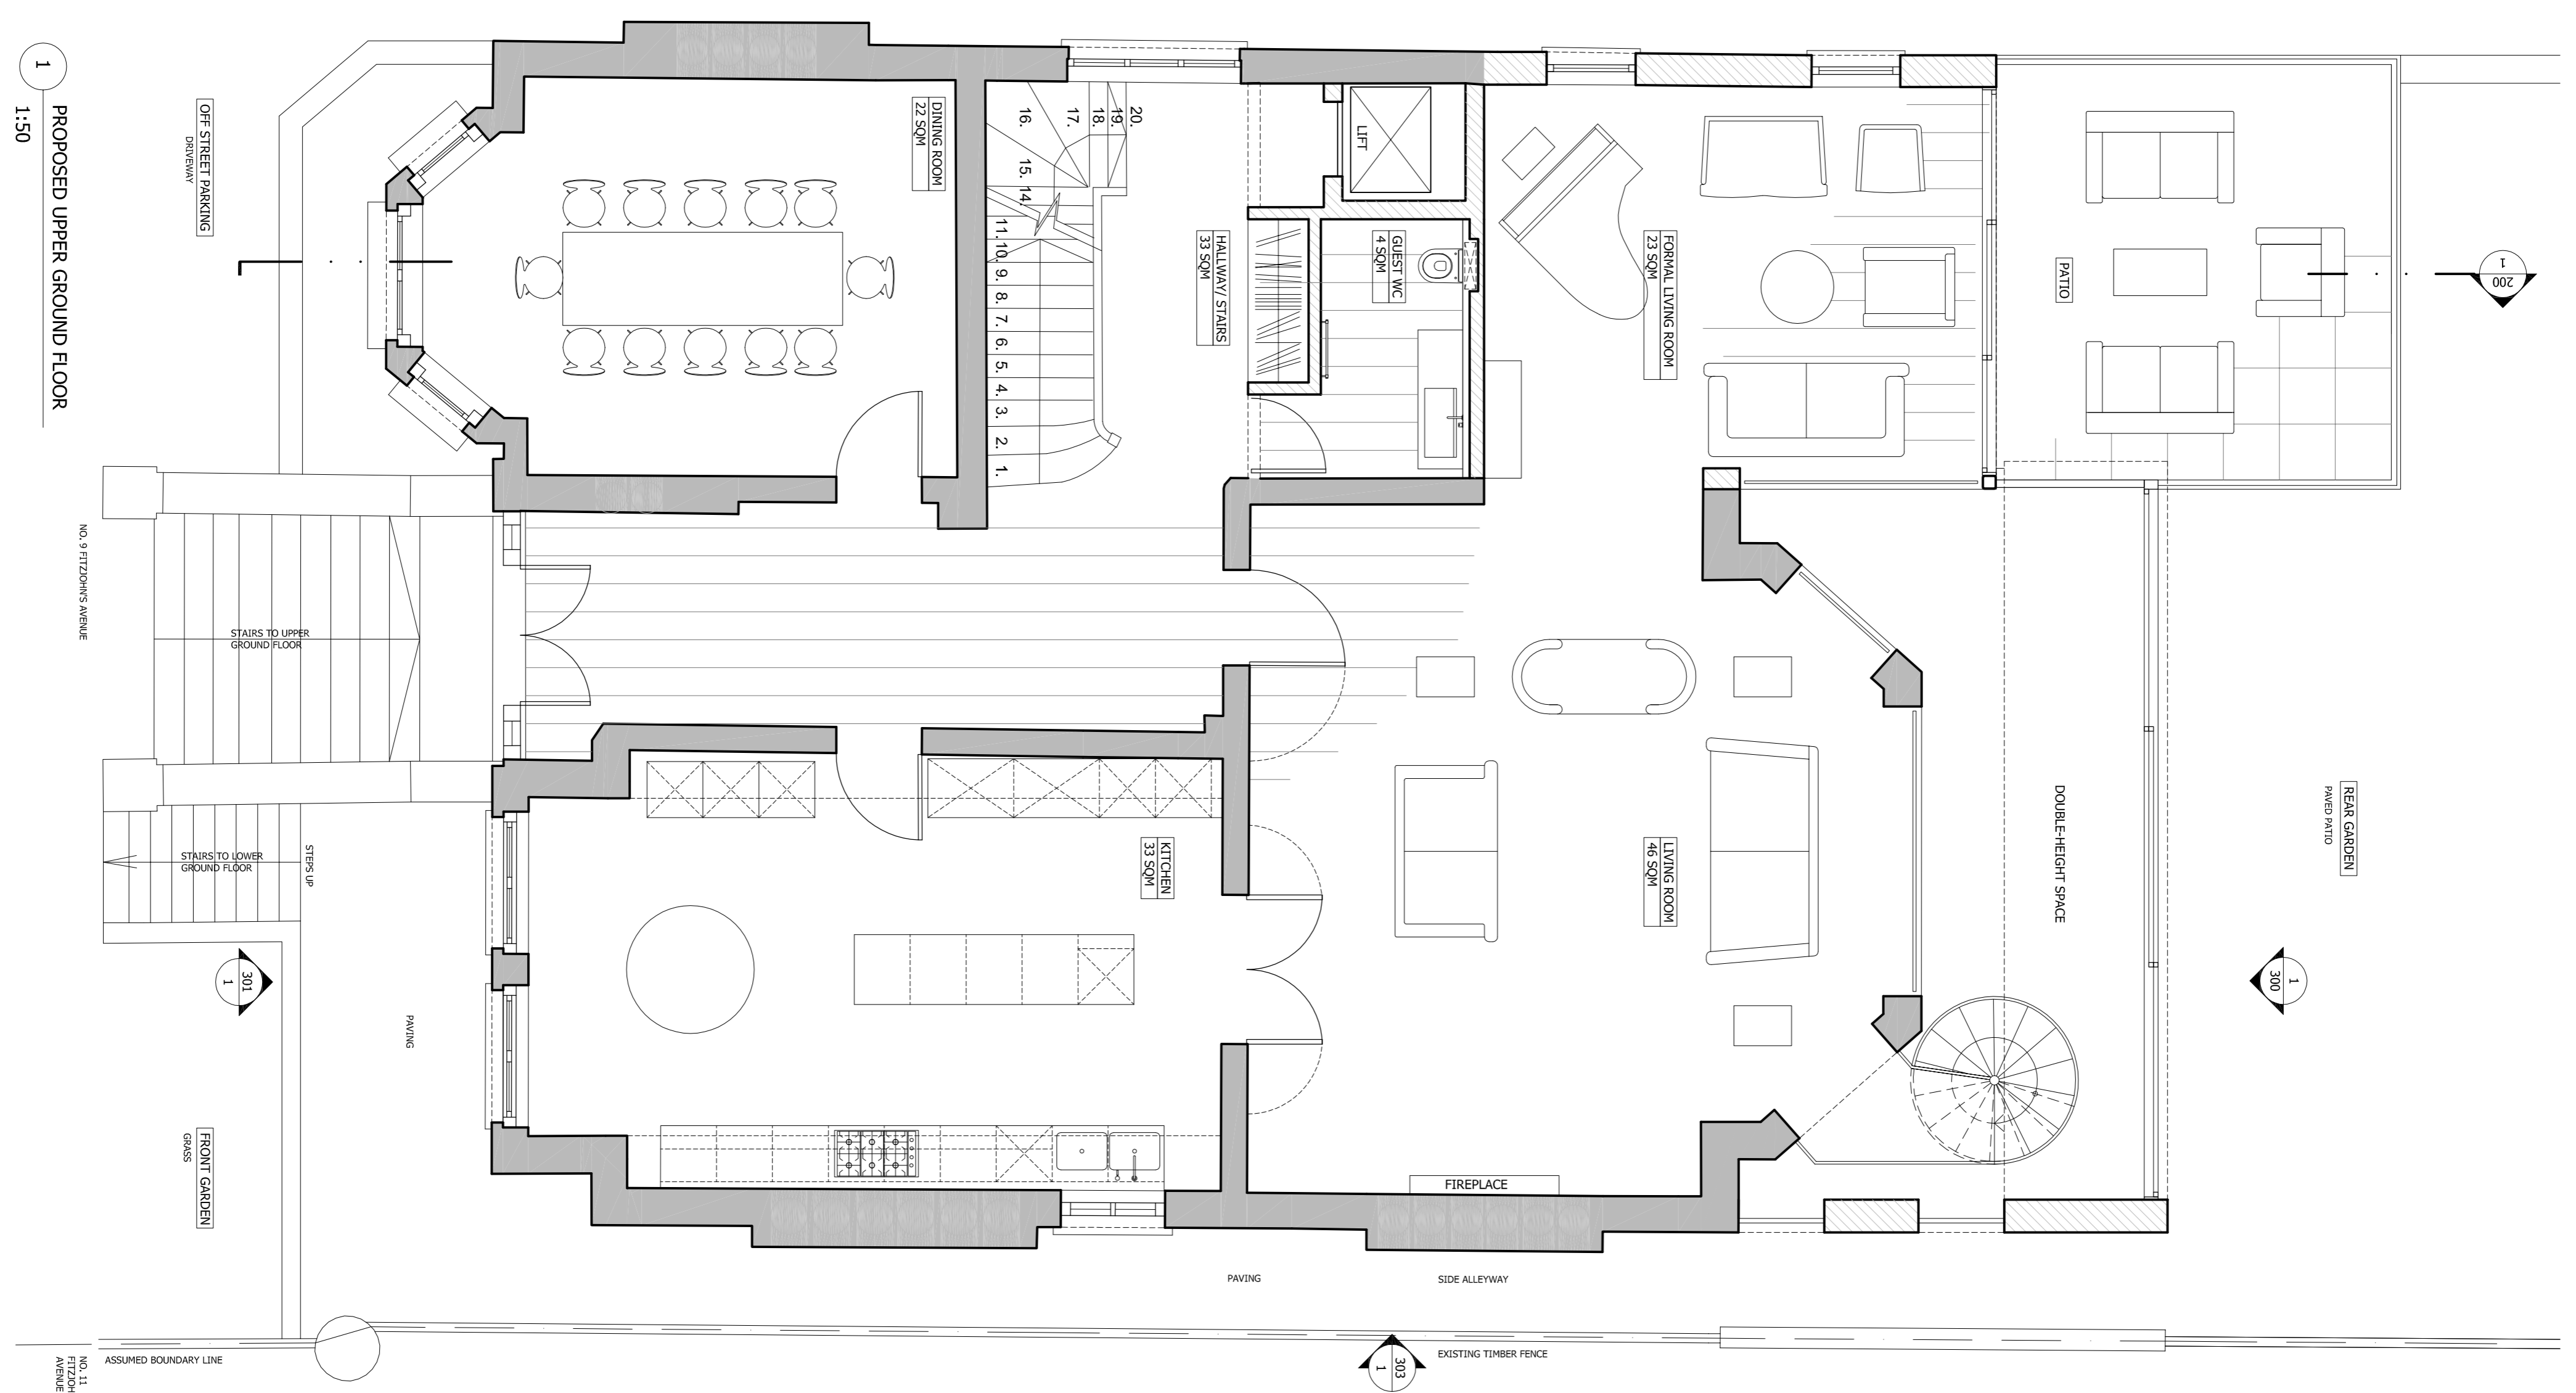 1
PROPOSED UPPER GROUND FLOOR
1:50
OFF STREET PARKING
DRIVEWAY
DINING ROOM
22 SQM
16.
17.
18.
19.
20.
15.
14.
11.
10.
9.
8.
7.
6.
5.
4.
3.
2.
1.
HALLWAY/ STAIRS
33 SQM
LIFT
GUEST WC
4 SQM
FORMAL LIVING ROOM
23 SQM
PATIO
1
200
NO. 9 FITZJOHN'S AVENUE
STAIRS TO UPPER
GROUND FLOOR
STAIRS TO LOWER
GROUND FLOOR
STEPS UP
KITCHEN
33 SQM
LIVING ROOM
46 SQM
DOUBLE-HEIGHT SPACE
REAR GARDEN
PAVED PATIO
301
1
1
300
PAVING
FRONT GARDEN
GRASS
FIREPLACE
PAVING
SIDE ALLEYWAY
NO. 11
FITZJOH
AVENUE
ASSUMED BOUNDARY LINE
303
1
EXISTING TIMBER FENCE